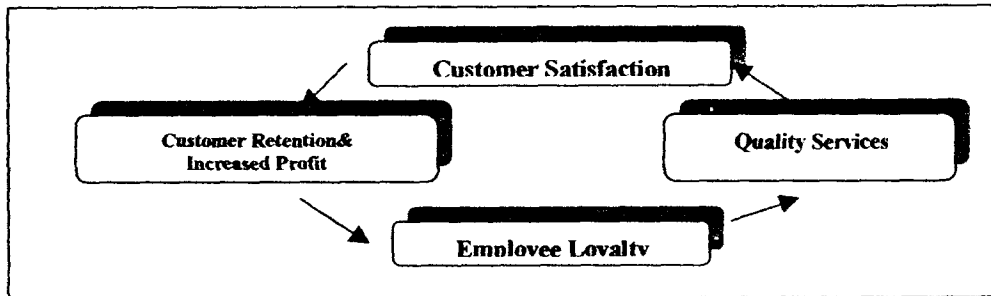 Customer Satisfaction
Customer Retention&
Increased Profit
Quality Services
Employee Loyalty